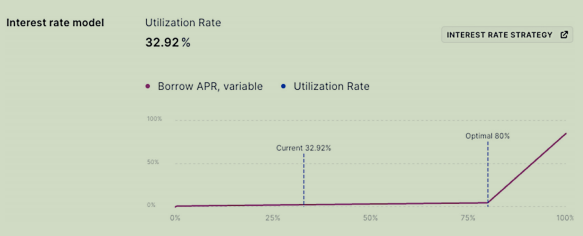 Interest rate model
Utilization Rate
32.92 %
INTEREST RATE STRATEGY
Borrow APR, variable
Utilization Rate
100%
50%
0%
Current 32.92%
Optimal 80%
0%
25%
50%
75%
100%